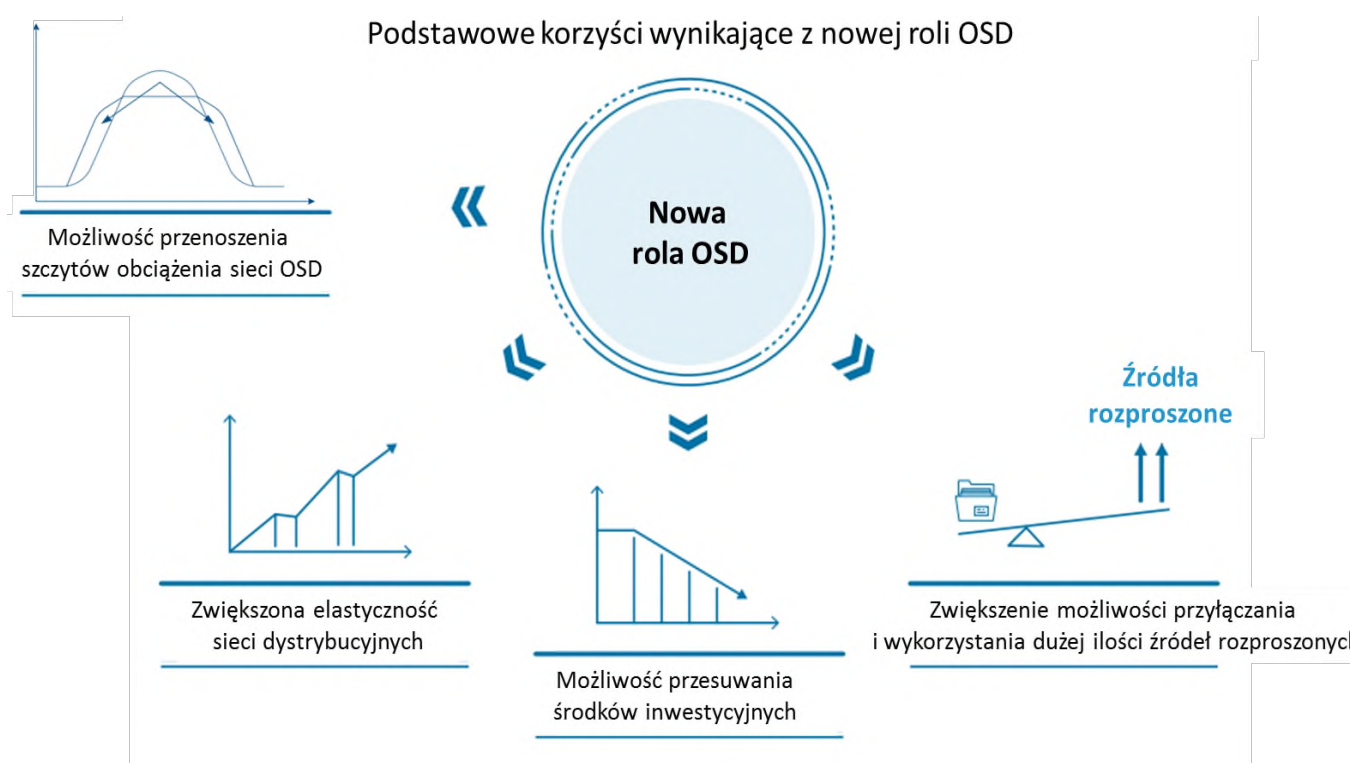 Podstawowe korzyści wynikające z nowej roli OSD
Nowa
rola OSD
Możliwość przenoszenia
szczytów obciążenia sieci OSD
Źródła
rozproszone
Zwiększona elastyczność
sieci dystrybucyjnych
Możliwość przesuwania
środków inwestycyjnych
Zwiększenie możliwości przyłączania
i wykorzystania dużej ilości źródeł rozproszonych